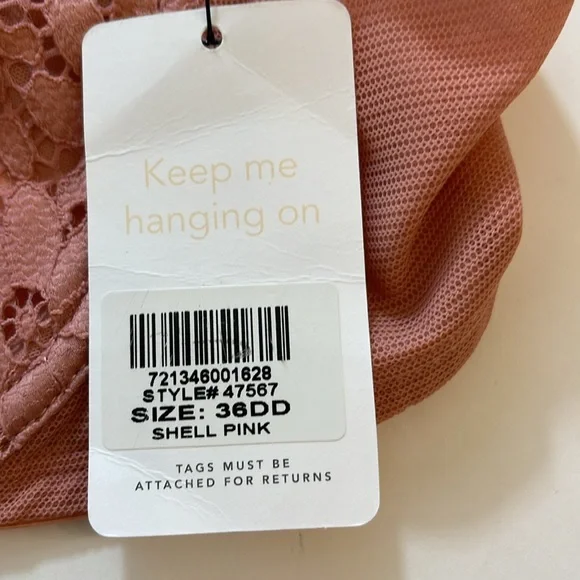 Keep me
hanging on
721346001628
STYLE# 47567
SIZE: 36DD
SHELL PINK
TAGS MUST BE
ATTACHED FOR RETURNS